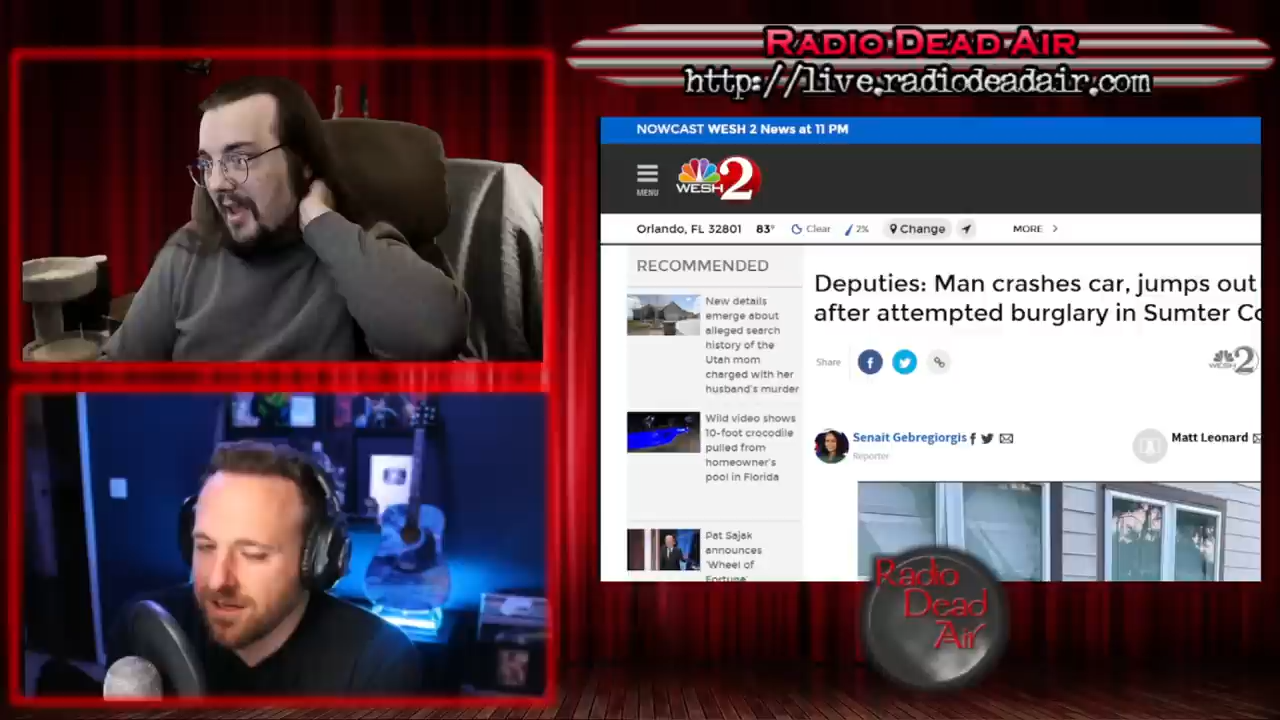 Radio Dead Air
http://live.radiodeadair.com
NOWCAST WESH 2 News at 11 PM
MENU
WESH 2
Orlando, FL 32801 83° Clear 2% Change MORE
RECOMMENDED
New details
emerge about
alleged search
history of the
Utah mom
charged with her
husband's murder
Wild video shows
10-foot crocodile
pulled from
homeowner's
pool in Florida
Pat Sajak
announces
'Wheel of
Fortune'
Deputies: Man crashes car, jumps out
after attempted burglary in Sumter Co
Share
WESH 2
Senait Gebregiorgis
Reporter
Matt Leonard
Radio
Dead
Air